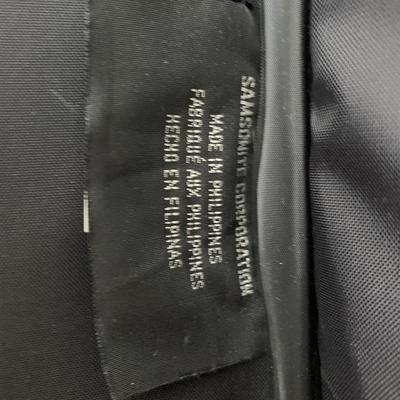 SAMSONITE CORPORATION
MADE IN PHILIPPINES
FABRIQUÉ AUX PHILIPPINES
HECHO EN FILIPINAS